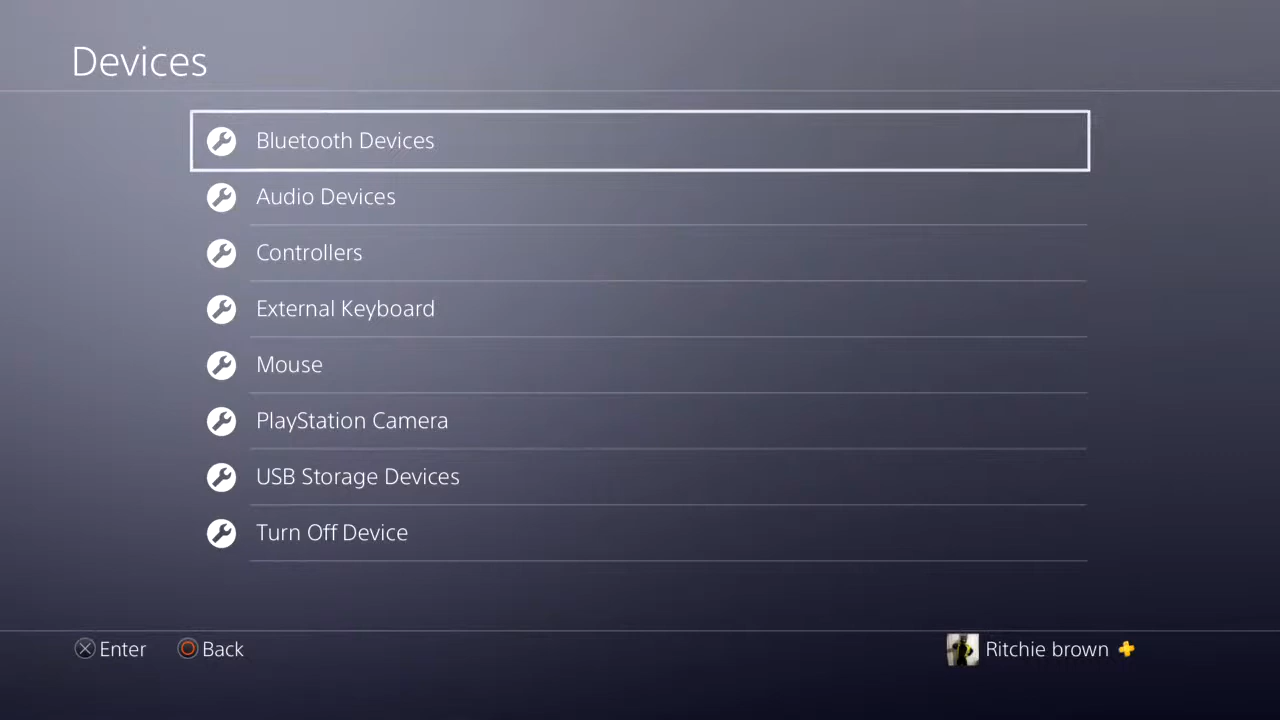 Devices
Bluetooth Devices
Audio Devices
Controllers
External Keyboard
Mouse
PlayStation Camera
USB Storage Devices
Turn Off Device
Enter Back Ritchie brown